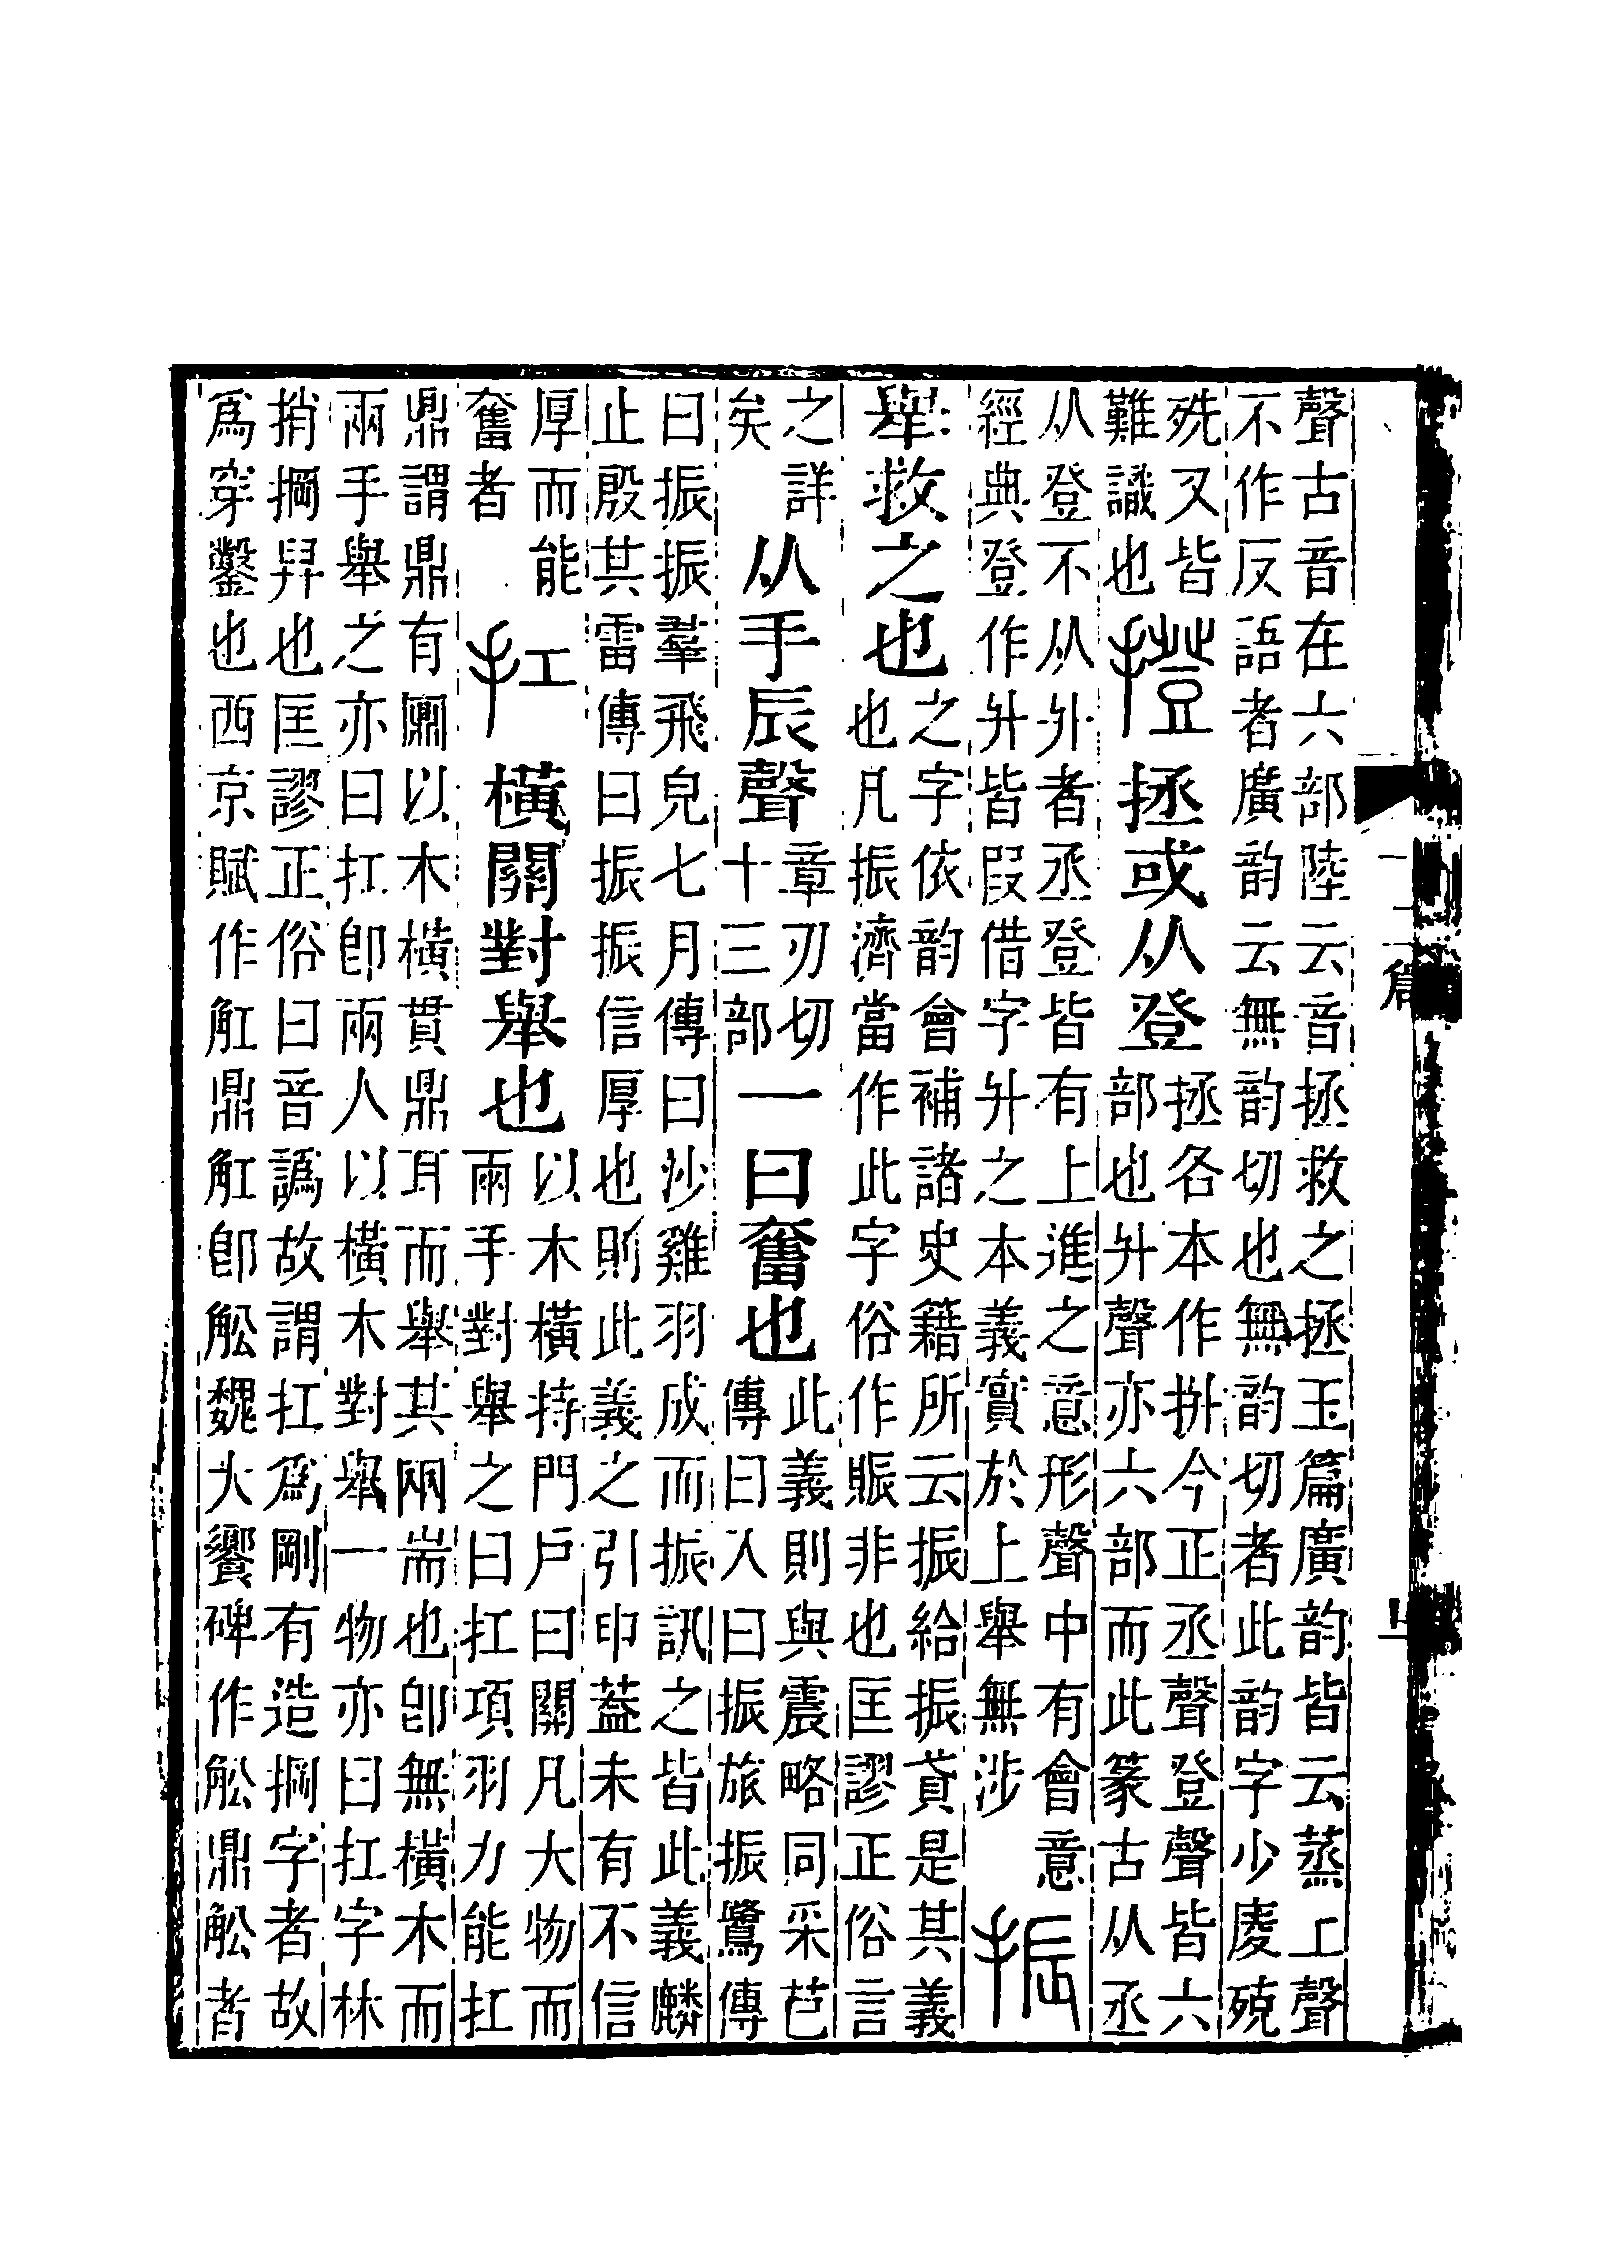 聲古音在六部陸云音拯救之拯玉篇廣韵皆云蒸上聲
不作反語者廣韵云無韵切也無韵切者此韵字少庱殑
㱡又皆
難識也
撜拯或从登
拯各本作抍今正丞聲登聲皆六
部也升聲亦六部而此篆古从丞
从登不从升者丞登皆有上進之意形聲中有會意
經典登作升皆叚借字升之本義實於上舉無涉
振
舉救之也
之字依韵會補諸史籍所云振給振貸是其義
也凡振濟當作此字俗作賑非也匡謬正俗言
之詳
矣
从手辰聲
章刃切
十三部
一曰奮也
此義則與震略同采芑
傳曰入曰振旅振鷺傳
曰振振羣飛皃七月傳曰沙雞羽成而振訊之皆此義麟
止殷其雷傳曰振振信厚也則此義之引申蓋未有不信
厚而能
奮者
扛
橫關對舉也
以木橫持門戶曰關凡大物而
兩手對舉之曰扛項羽力能扛
鼎謂鼎有鼏以木橫貫鼎耳而舉其兩耑也卽無橫木而
兩手舉之亦曰扛卽兩人以橫木對舉一物亦曰扛字林
捎掆舁也匡謬正俗曰音譌故謂扛爲剛有造掆字者故
爲穿鑿也西京賦作舡鼎舡卽舩魏大饗碑作舩鼎舩者